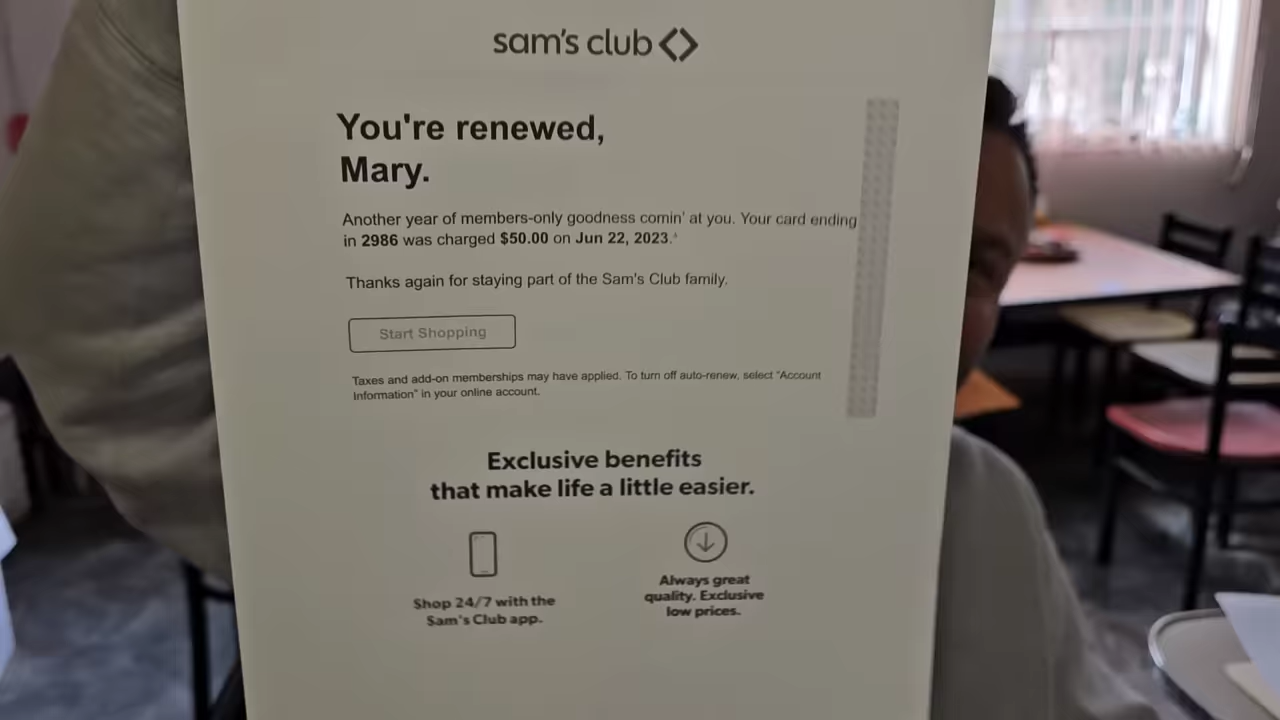 sam's club
You're renewed,
Mary.
Another year of members-only goodness comin' at you. Your card ending
in 2986 was charged $50.00 on Jun 22, 2023.
Thanks again for staying part of the Sam's Club family.
Start Shopping
Taxes and add-on memberships may have applied. To turn off auto-renew, select "Account
Information" in your online account.
Exclusive benefits
that make life a little easier.
Shop 24/7 with the
Sam's Club app.
Always great
quality. Exclusive
low prices.